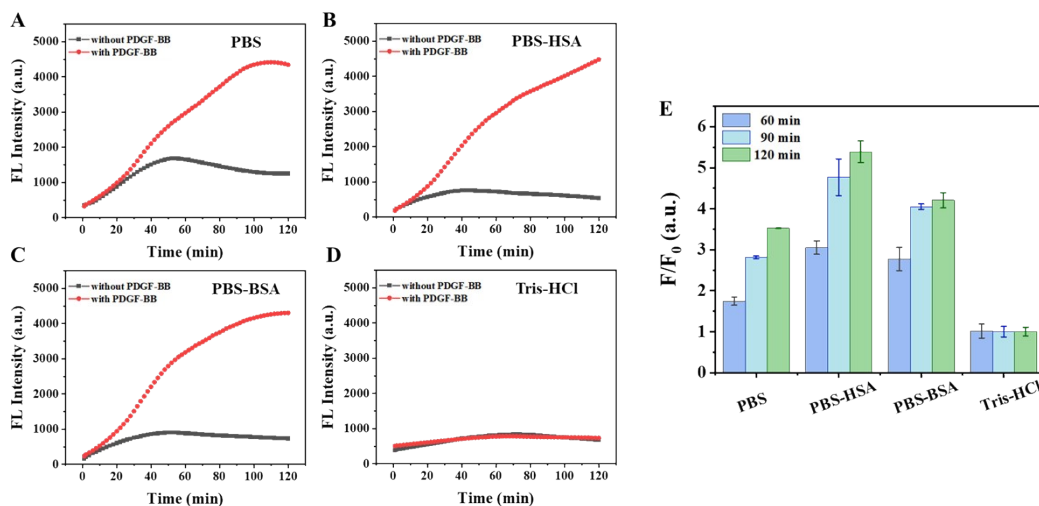 A
PBS
without PDGF-BB
with PDGF-BB
FL Intensity (a.u.)
5000
4000
3000
2000
1000
0
0 20 40 60 80 100 120
Time (min)
B
PBS-HSA
without PDGF-BB
with PDGF-BB
FL Intensity (a.u.)
5000
4000
3000
2000
1000
0
0 20 40 60 80 100 120
Time (min)
C
PBS-BSA
without PDGF-BB
with PDGF-BB
FL Intensity (a.u.)
5000
4000
3000
2000
1000
0
0 20 40 60 80 100 120
Time (min)
D
Tris-HCl
without PDGF-BB
with PDGF-BB
FL Intensity (a.u.)
5000
4000
3000
2000
1000
0
0 20 40 60 80 100 120
Time (min)
E
60 min
90 min
120 min
F/F0 (a.u.)
6
5
4
3
2
1
0
PBS PBS-HSA PBS-BSA Tris-HCl